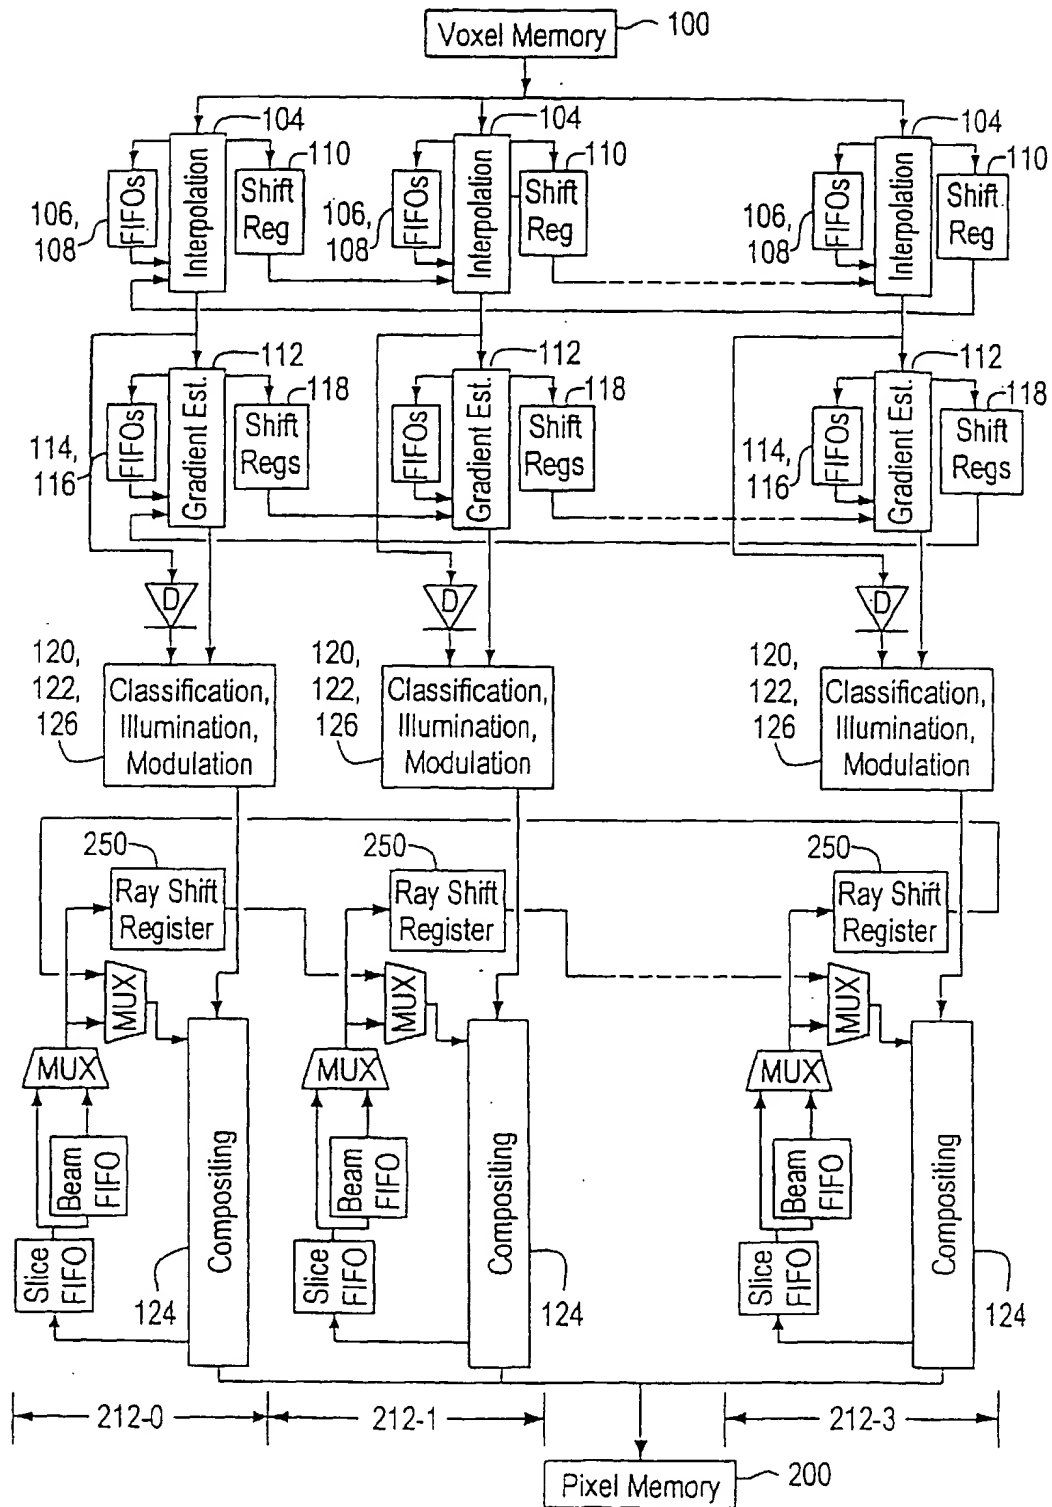 Voxel Memory
100
104
104
104
110
110
110
FIFOs
Interpolation
Shift
Reg
FIFOs
Interpolation
Shift
Reg
FIFOs
Interpolation
Shift
Reg
106,
108
106,
108
106,
108
112
112
112
118
118
118
FIFOs
Gradient Est.
Shift
Regs
FIFOs
Gradient Est.
Shift
Regs
FIFOs
Gradient Est.
Shift
Regs
114,
116
114,
116
D
D
D
120,
122,
126
Classification,
Illumination,
Modulation
120,
122,
126
Classification,
Illumination,
Modulation
120,
122,
126
Classification,
Illumination,
Modulation
250
250
250
Ray Shift
Register
Ray Shift
Register
Ray Shift
Register
MUX
MUX
MUX
MUX
MUX
MUX
Beam
FIFO
Beam
FIFO
Beam
FIFO
Slice
FIFO
Slice
FIFO
Slice
FIFO
Compositing
Compositing
Compositing
124
124
124
212-0
212-1
212-3
Pixel Memory
200